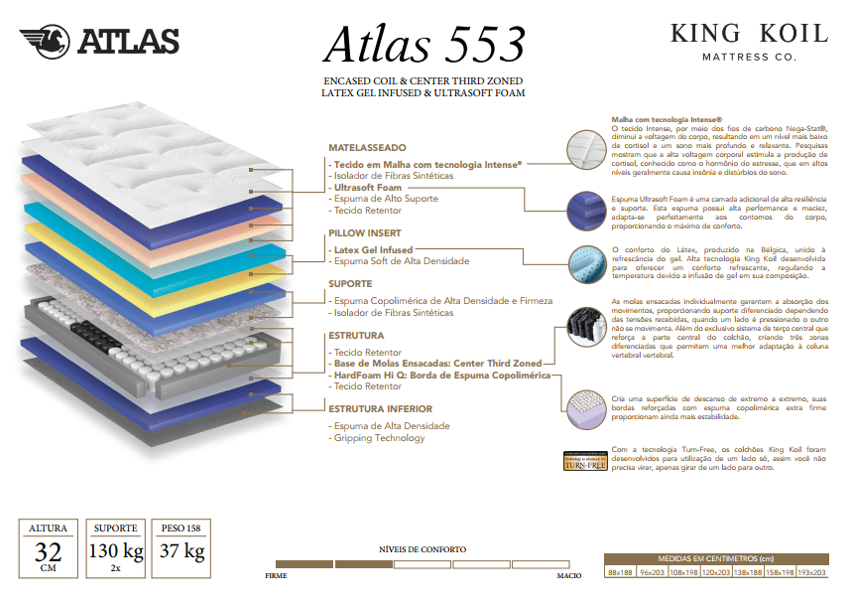 ATLAS
Atlas 553
ENCASED COIL & CENTER THIRD ZONED
LATEX GEL INFUSED & ULTRASOFT FOAM
KING KOIL
MATTRESS CO.
MATELASSEADO
- Tecido em Malha com tecnologia Intense®
- Isolador de Fibras Sintéticas
- Ultrasoft Foam
- Espuma de Alto Suporte
- Tecido Retentor
PILLOW INSERT
- Latex Gel Infused
- Espuma Soft de Alta Densidade
SUPORTE
- Espuma Copolimérica de Alta Densidade e Firmeza
- Isolador de Fibras Sintéticas
ESTRUTURA
- Tecido Retentor
- Base de Molas Ensacadas: Center Third Zoned
- HardFoam Hi Q: Borda de Espuma Copolimérica
- Tecido Retentor
ESTRUTURA INFERIOR
- Espuma de Alta Densidade
- Gripping Technology
Malha com tecnologia Intense®
O tecido Intense, por meio dos fios de carbono Nega-Stat®,
diminui a voltagem do corpo, resultando em um nível mais baixo
de cortisol e um sono mais profundo e relaxante. Pesquisas
mostram que a alta voltagem corporal estimula a produção de
cortisol, conhecido como o hormônio do estresse, que em altos
níveis geralmente causa insônia e distúrbios do sono.
Espuma Ultrasoft Foam é uma camada adicional de alta resiliência
e suporte. Esta espuma possui alta performance e maciez,
adapta-se perfeitamente aos contornos do corpo,
proporcionando o máximo de conforto.
O conforto do Látex, produzido na Bélgica, unido à
refrescância do gel. Alta tecnologia King Koil desenvolvida
para oferecer um conforto refrescante, regulando a
temperatura devido a infusão de gel em sua composição.
As molas ensacadas individualmente garantem a absorção dos
movimentos, proporcionando suporte diferenciado dependendo
das tensões recebidas, quando um lado é pressionado o outro
não se movimenta. Além do exclusivo sistema de terço central que
reforça a parte central do colchão, criando três zonas
diferenciadas que permitem uma melhor adaptação à coluna
vertebral vertebral.
Cria uma superfície de descanso de extremo a extremo, suas
bordas reforçadas com espuma copolimérica extra firme
proporcionam ainda mais estabilidade.
TURN-FREE
Com a tecnologia Turn-Free, os colchões King Koil foram
desenvolvidos para utilização de um lado só, assim você não
precisa virar, apenas girar de um lado para outro.
ALTURA
32
CM
SUPORTE
130 kg
2x
PESO 158
37 kg
NÍVEIS DE CONFORTO
FIRME
MACIO
MEDIDAS EM CENTIMETROS (cm)
88x188 96x203 108x198 120x203 138x188 158x198 193x203